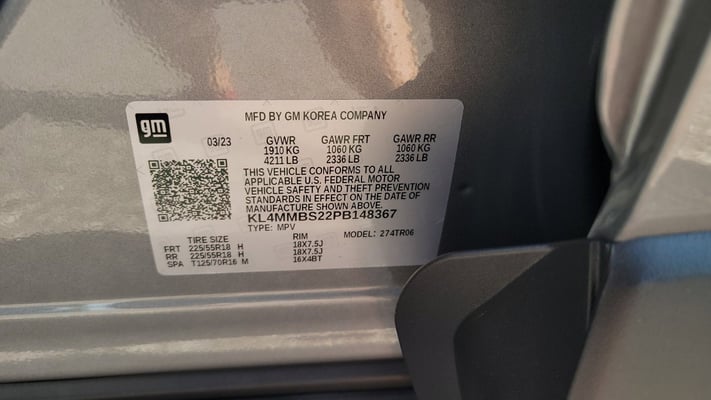 gm
MFD BY GM KOREA COMPANY
03/23 GVWR GAWR FRT GAWR RR
1910 KG 1060 KG 1060 KG
4211 LB 2336 LB 2336 LB
THIS VEHICLE CONFORMS TO ALL
APPLICABLE U.S. FEDERAL MOTOR
VEHICLE SAFETY AND THEFT PREVENTION
STANDARDS IN EFFECT ON THE DATE OF
MANUFACTURE SHOWN ABOVE.
KL4MMBS22PB148367
TYPE: MPV
TIRE SIZE RIM MODEL: 274TR06
FRT 225/55R18 H 18X7.5J
RR 225/55R18 H 18X7.5J
SPA T125/70R16 M 16X4BT